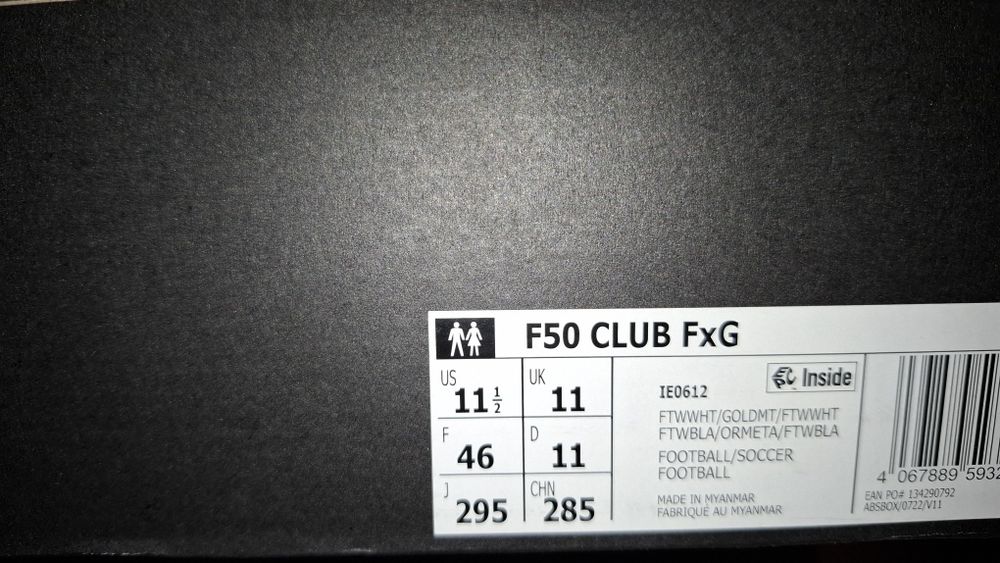 F50 CLUB FxG
US 11 1/2
UK 11
F 46
D 11
J 295
CHN 285
Inside
IE0612
FTWWHT/GOLDMT/FTWWHT
FTWBLA/ORMETA/FTWBLA
FOOTBALL/SOCCER
FOOTBALL
MADE IN MYANMAR
FABRIQUÉ AU MYANMAR
4 067889 5932
EAN PO# 134290792
ABSBOX/0722/V11